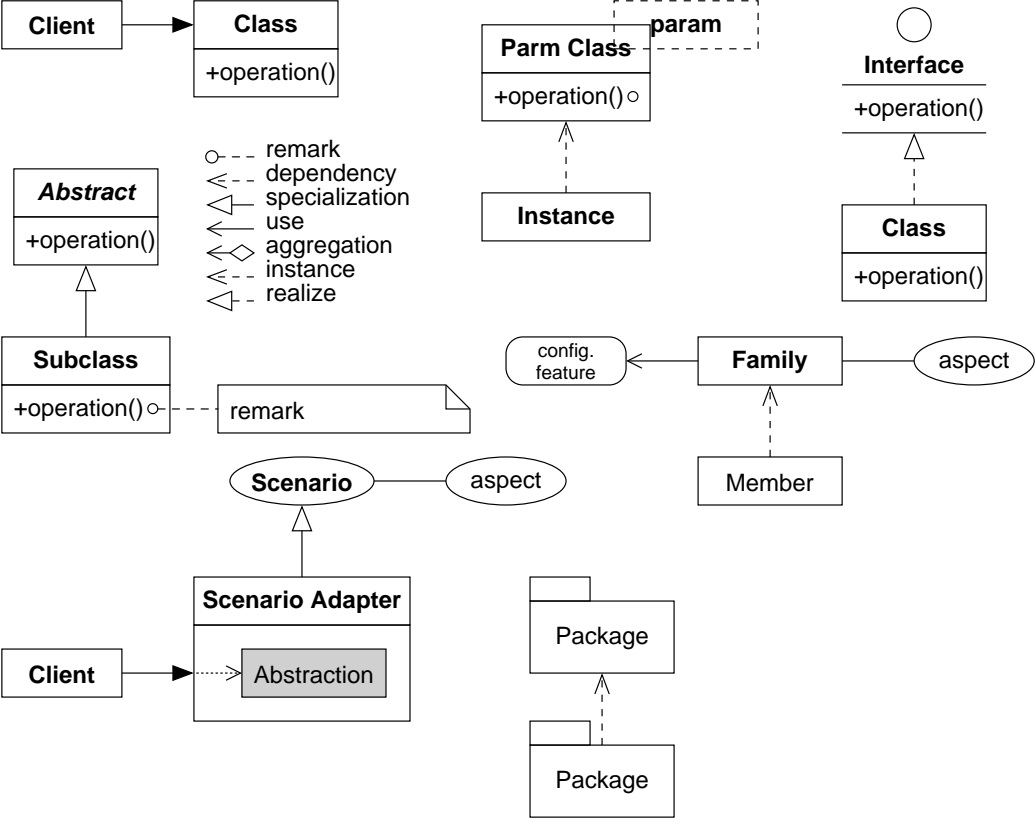 Client
Class
+operation()
Parm Class
param
+operation()
Instance
Interface
+operation()
Class
+operation()
Abstract
+operation()
remark
dependency
specialization
use
aggregation
instance
realize
Subclass
+operation()
remark
config.
feature
Family
aspect
Member
Scenario
aspect
Scenario Adapter
Client
Abstraction
Package
Package